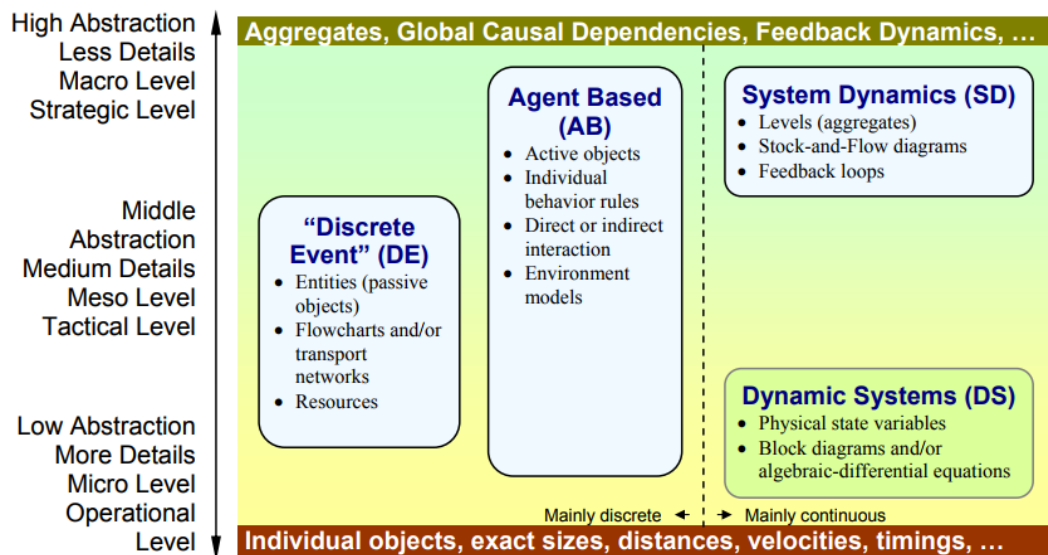 High Abstraction
Less Details
Macro Level
Strategic Level
Middle
Abstraction
Medium Details
Meso Level
Tactical Level
Low Abstraction
More Details
Micro Level
Operational
Level
Aggregates, Global Causal Dependencies, Feedback Dynamics, …
“Discrete
Event” (DE)
• Entities (passive
objects)
• Flowcharts and/or
transport
networks
• Resources
Agent Based
(AB)
• Active objects
• Individual
behavior rules
• Direct or indirect
interaction
• Environment
models
System Dynamics (SD)
• Levels (aggregates)
• Stock-and-Flow diagrams
• Feedback loops
Dynamic Systems (DS)
• Physical state variables
• Block diagrams and/or
algebraic-differential equations
Mainly discrete
Mainly continuous
Individual objects, exact sizes, distances, velocities, timings, …